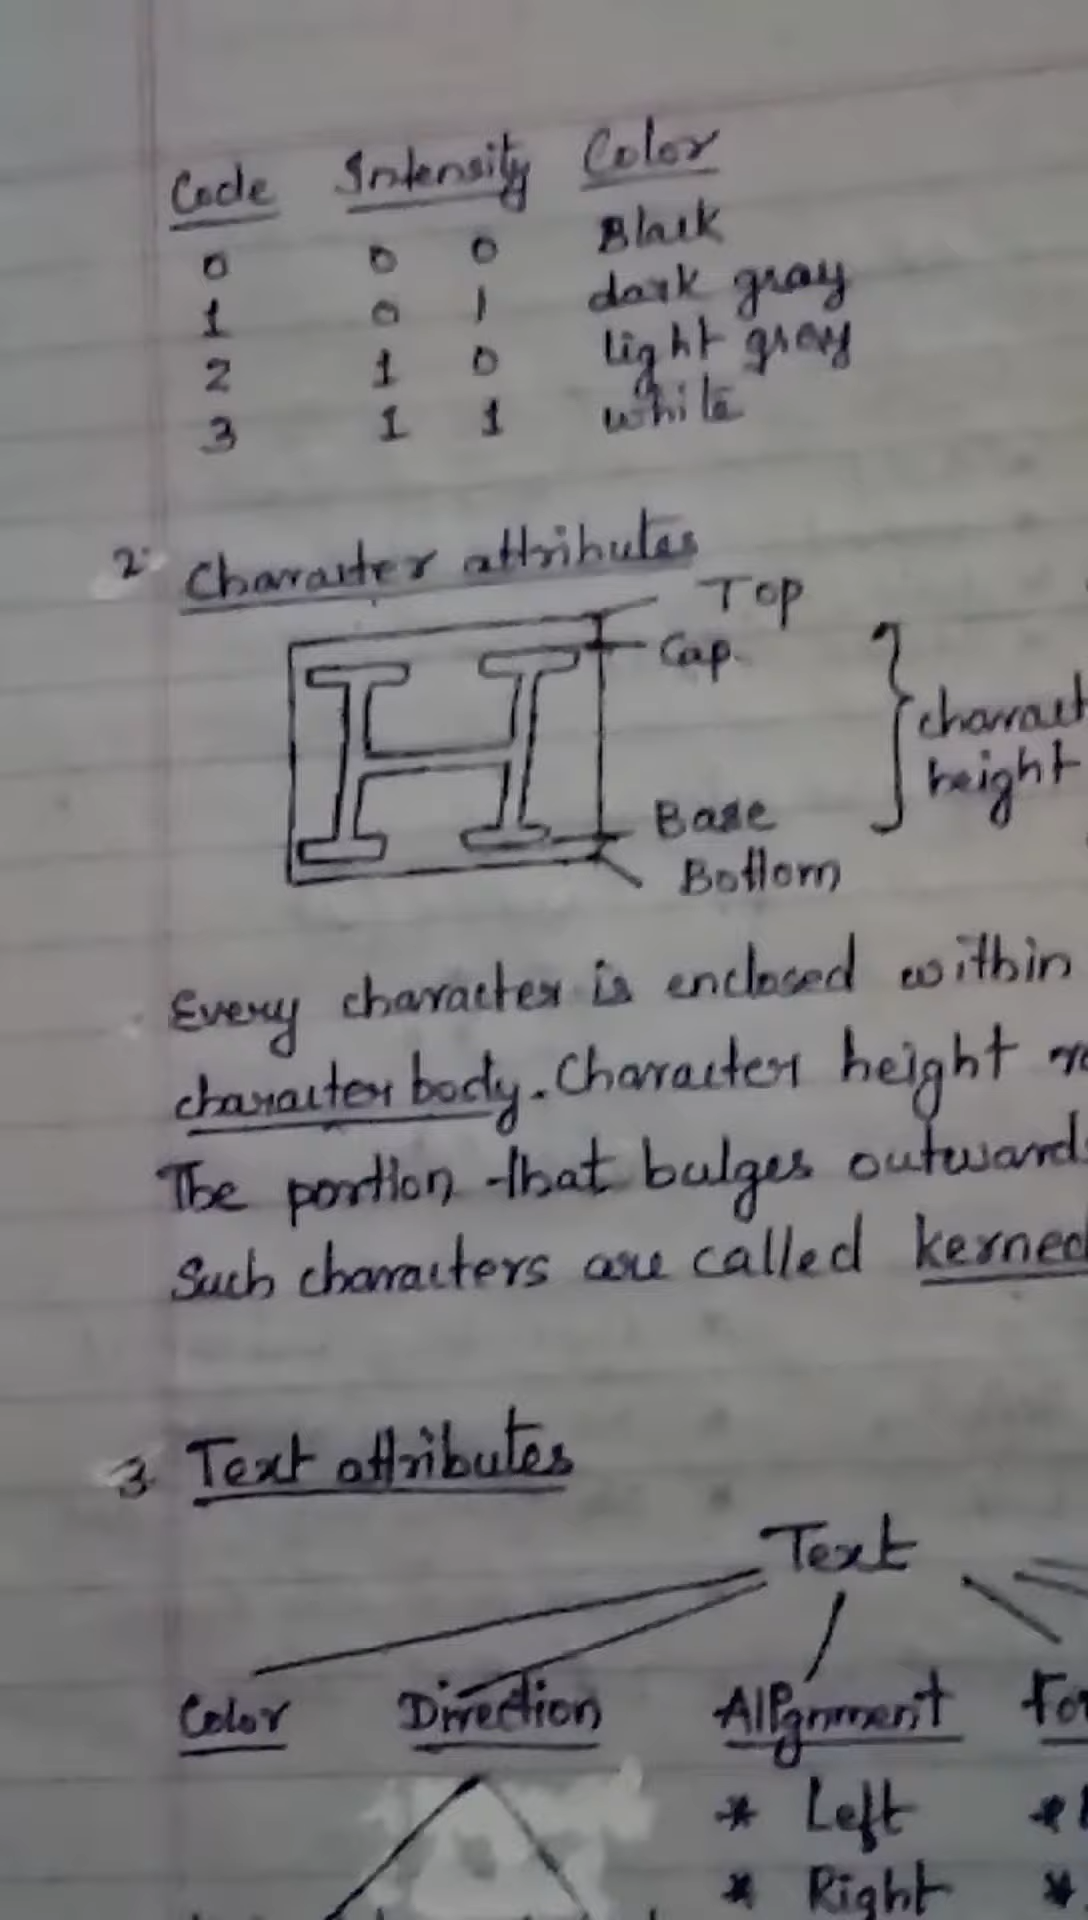 Code Intensity Color
0 0 0 Black
1 0 1 dark gray
2 1 0 light grey
3 1 1 white
2. Character attributes
Top
Cap.
height
Base
Bottom
Every character is enclosed within
character body. Character height
The portion that bulges outward
Such characters are called kerned
3. Text attributes
Text
Color Direction Alignment
* Left
* Right